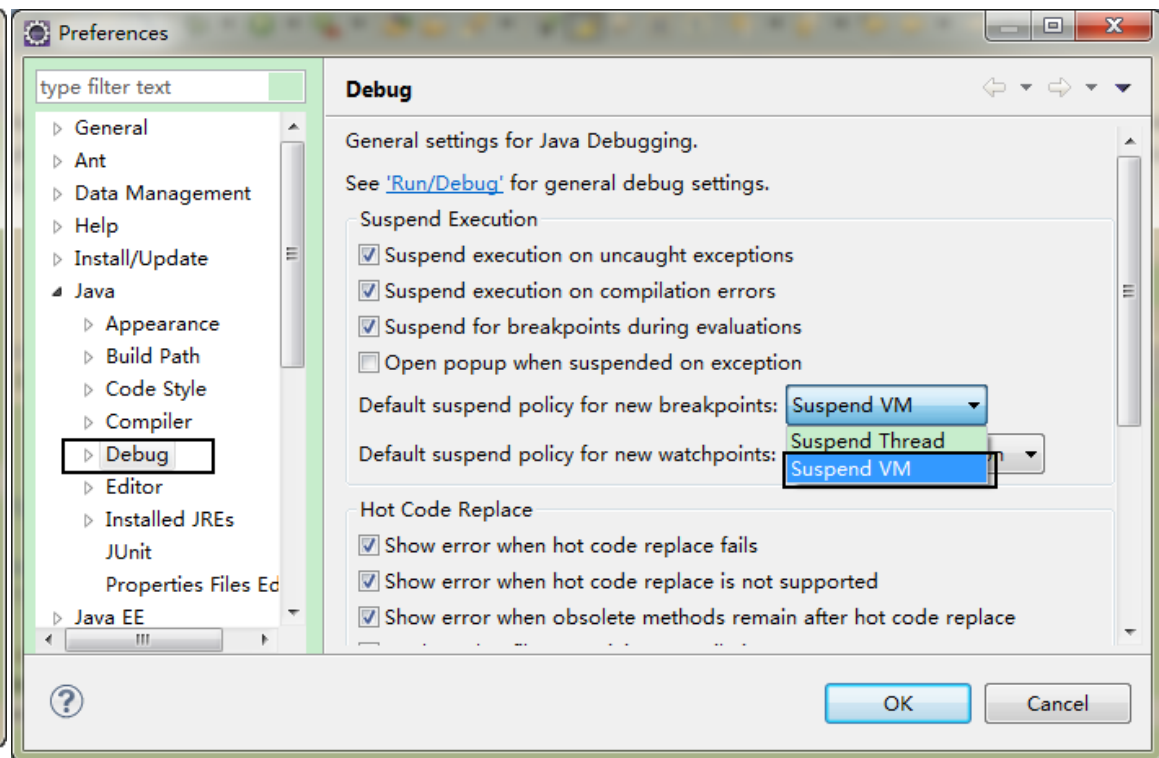 Preferences
type filter text
General
Ant
Data Management
Help
Install/Update
Java
Appearance
Build Path
Code Style
Compiler
Debug
Editor
Installed JREs
JUnit
Properties Files Ed
Java EE
Debug
General settings for Java Debugging.
See 'Run/Debug' for general debug settings.
Suspend Execution
Suspend execution on uncaught exceptions
Suspend execution on compilation errors
Suspend for breakpoints during evaluations
Open popup when suspended on exception
Default suspend policy for new breakpoints: Suspend VM
Suspend Thread
Default suspend policy for new watchpoints:
Suspend VM
Hot Code Replace
Show error when hot code replace fails
Show error when hot code replace is not supported
Show error when obsolete methods remain after hot code replace
OK
Cancel